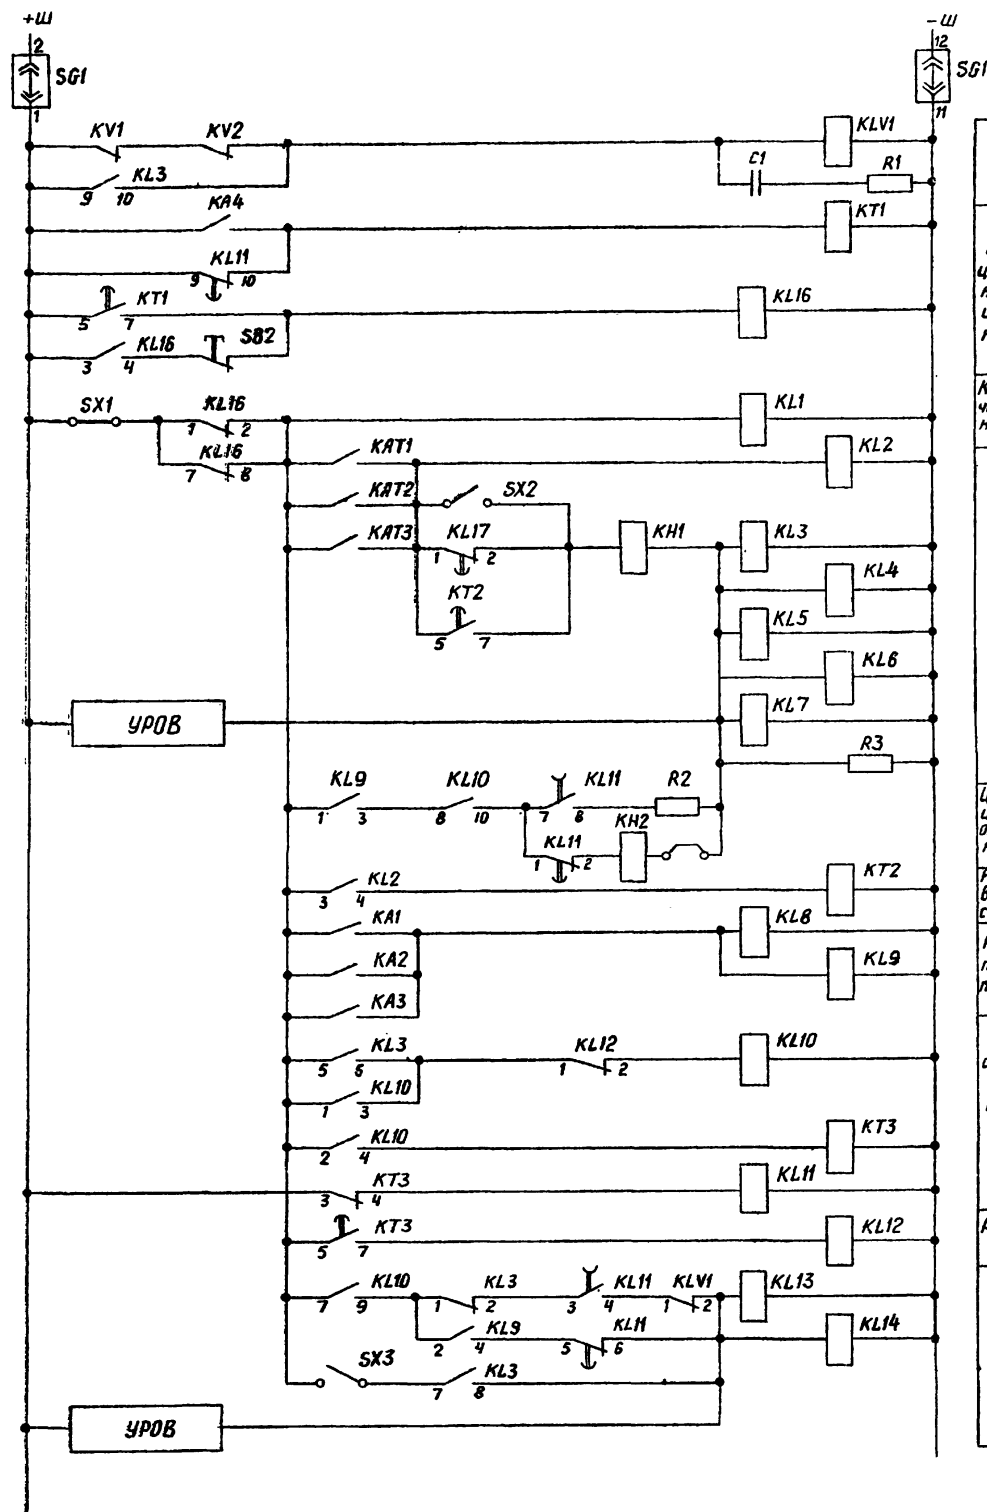 +Ш -Ш
2 12
SG1 SG1
1 11
KV1 KV2 KLV1
C1 R1
KL3
9 10
KA4 KT1
KL11
9 10
KT1 KL16
5 7
KL16 SB2
3 4
SX1 KL16 KL1
1 2
KL16 KAT1 KL2
7 8
KAT2 SX2
KAT3 KL17 KH1 KL3
1 2
KT2 KL4
5 7
KL5
KL6
УРОВ KL7
R3
KL9 KL10 KL11 R2
1 3 8 10 7 8
KL11 KH2
1 2
KL2 KT2
3 4
KA1 KL8
KA2 KL9
KA3
KL3 KL12 KL10
5 6 1 2
KL10
1 3
KL10 KT3
2 4
KT3 KL11
3 4
KT3 KL12
5 7
KL10 KL3 KL11 KLV1 KL13
7 9 1 2 3 4 1 2
KL9 KL11 KL14
2 4 5 6
SX3 KL3
7 8
УРОВ